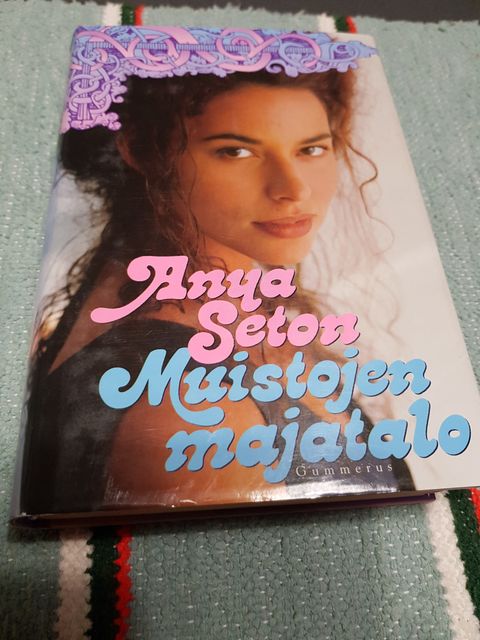 Anya
Seton
Muistojen
majatalo
Gummerus